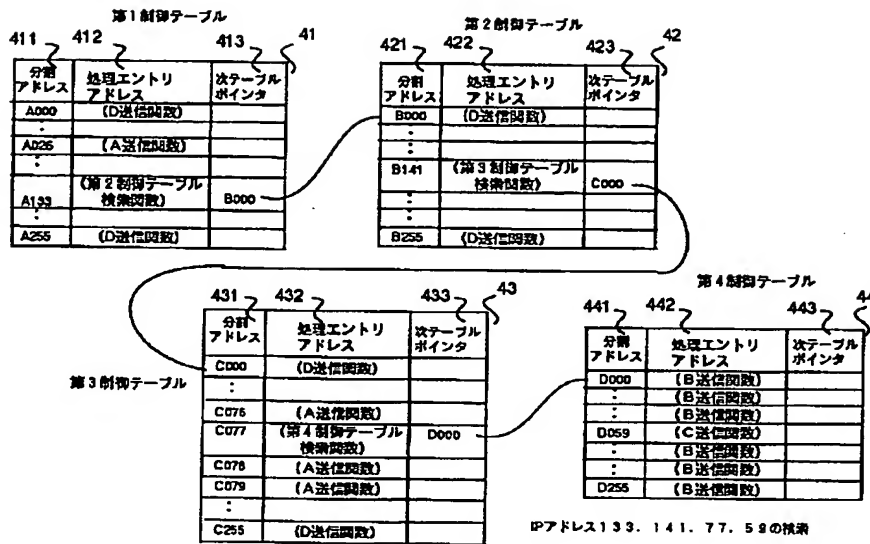 第1制御テーブル
411 412 413 41
分割アドレス 処理エントリアドレス 次テーブルポインタ
A000 (D送信関数)
:
A026 (A送信関数)
:
A133 (第2制御テーブル検索関数) B000
:
A255 (D送信関数)
第2制御テーブル
421 422 423 42
分割アドレス 処理エントリアドレス 次テーブルポインタ
B000 (D送信関数)
:
:
B141 (第3制御テーブル検索関数) C000
:
:
B255 (D送信関数)
第3制御テーブル
431 432 433 43
分割アドレス 処理エントリアドレス 次テーブルポインタ
C000 (D送信関数)
:
C076 (A送信関数)
C077 (第4制御テーブル検索関数) D000
C078 (A送信関数)
C079 (A送信関数)
:
C255 (D送信関数)
第4制御テーブル
441 442 443 44
分割アドレス 処理エントリアドレス 次テーブルポインタ
D000 (B送信関数)
: (B送信関数)
: (B送信関数)
D059 (C送信関数)
: (B送信関数)
: (B送信関数)
D255 (B送信関数)
IPアドレス133.141.77.59の検索